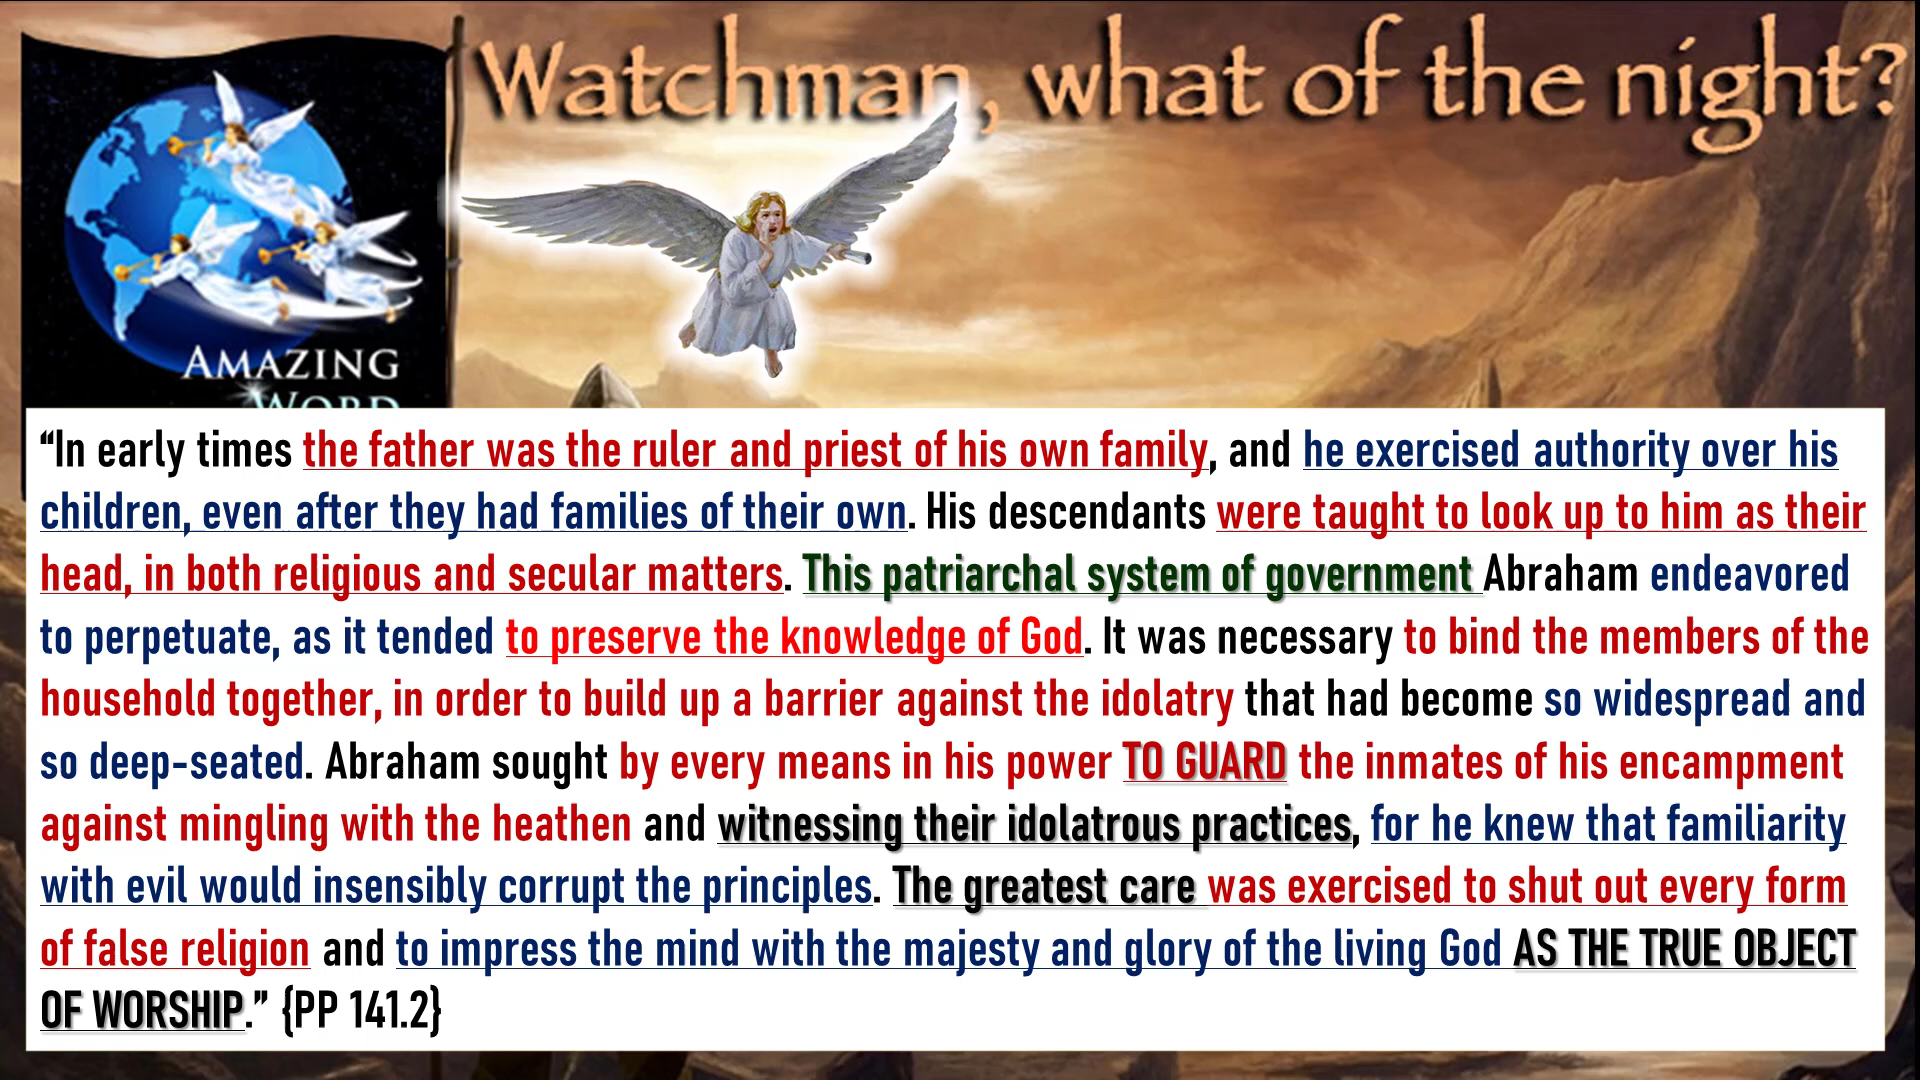 Watchman, what of the night?
AMAZING
WORD
“In early times the father was the ruler and priest of his own family, and he exercised authority over his
children, even after they had families of their own. His descendants were taught to look up to him as their
head, in both religious and secular matters. This patriarchal system of government Abraham endeavored
to perpetuate, as it tended to preserve the knowledge of God. It was necessary to bind the members of the
household together, in order to build up a barrier against the idolatry that had become so widespread and
so deep-seated. Abraham sought by every means in his power TO GUARD the inmates of his encampment
against mingling with the heathen and witnessing their idolatrous practices, for he knew that familiarity
with evil would insensibly corrupt the principles. The greatest care was exercised to shut out every form
of false religion and to impress the mind with the majesty and glory of the living God AS THE TRUE OBJECT
OF WORSHIP.” {PP 141.2}